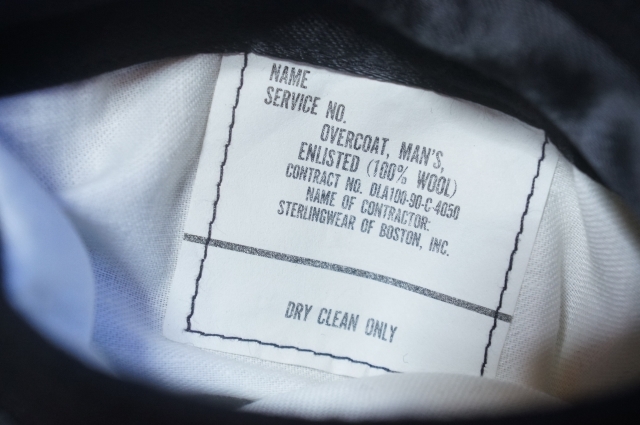 NAME
SERVICE NO.
OVERCOAT, MAN'S,
ENLISTED (100% WOOL)
CONTRACT NO. DLA100-90-C-4050
NAME OF CONTRACTOR:
STERLINGWEAR OF BOSTON, INC.
DRY CLEAN ONLY